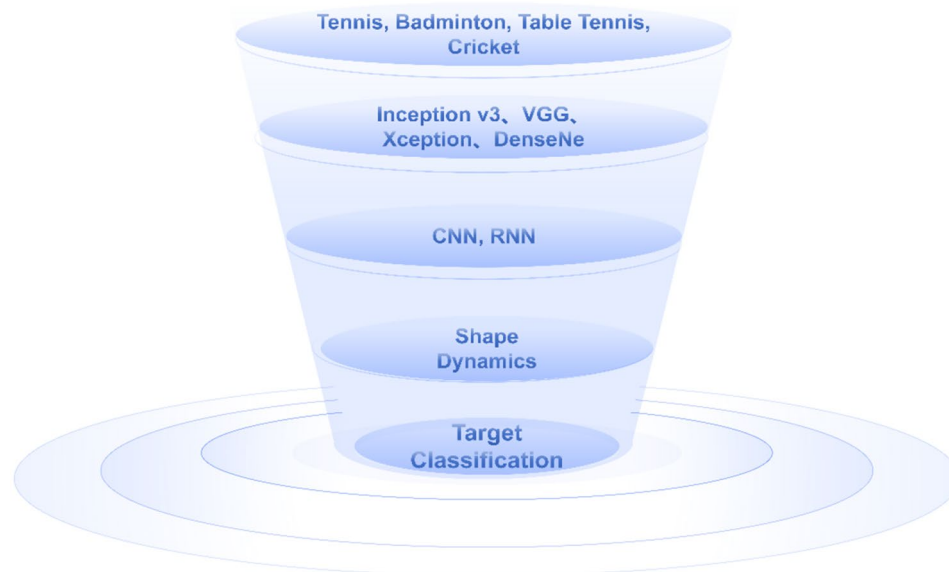 Tennis, Badminton, Table Tennis,
Cricket
Inception v3、VGG、
Xception、DenseNe
CNN, RNN
Shape
Dynamics
Target
Classification